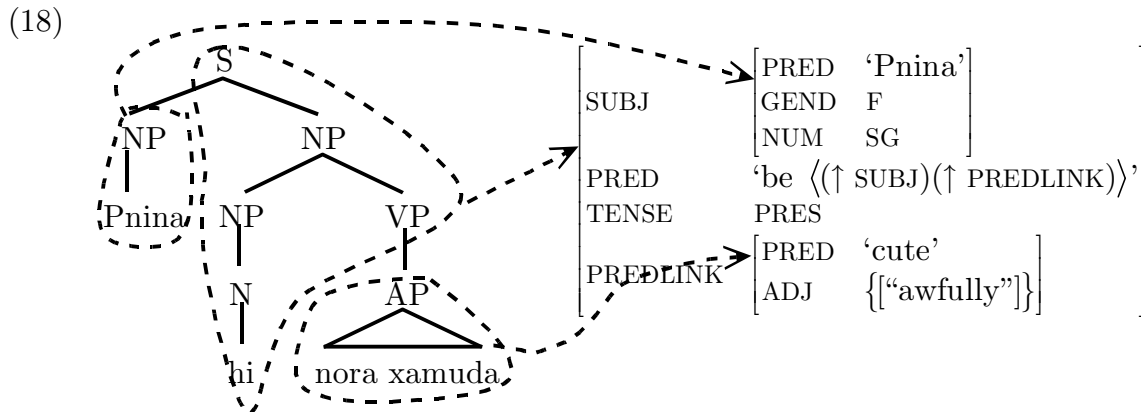 (18)
S
NP NP
Pnina NP VP
N AP
hi nora xamuda
SUBJ [PRED ‘Pnina’
GEND F
NUM SG]
PRED ‘be ⟨(↑ SUBJ)(↑ PREDLINK)⟩’
TENSE PRES
PREDLINK [PRED ‘cute’
ADJ {[“awfully”]}]